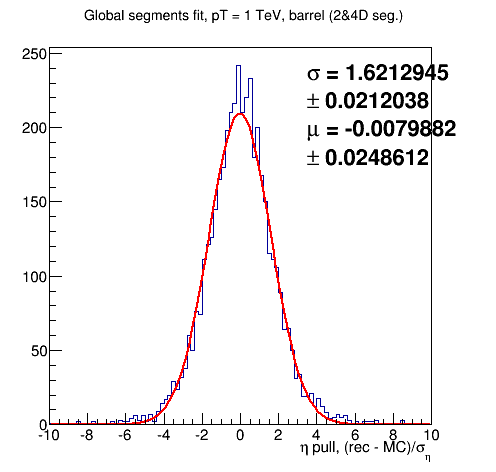 Global segments fit, pT = 1 TeV, barrel (2&4D seg.)
250
σ = 1.6212945
± 0.0212038
μ = -0.0079882
± 0.0248612
200
150
100
50
0
-10 -8 -6 -4 -2 0 2 4 6 8 10
η pull, (rec - MC)/σ_η